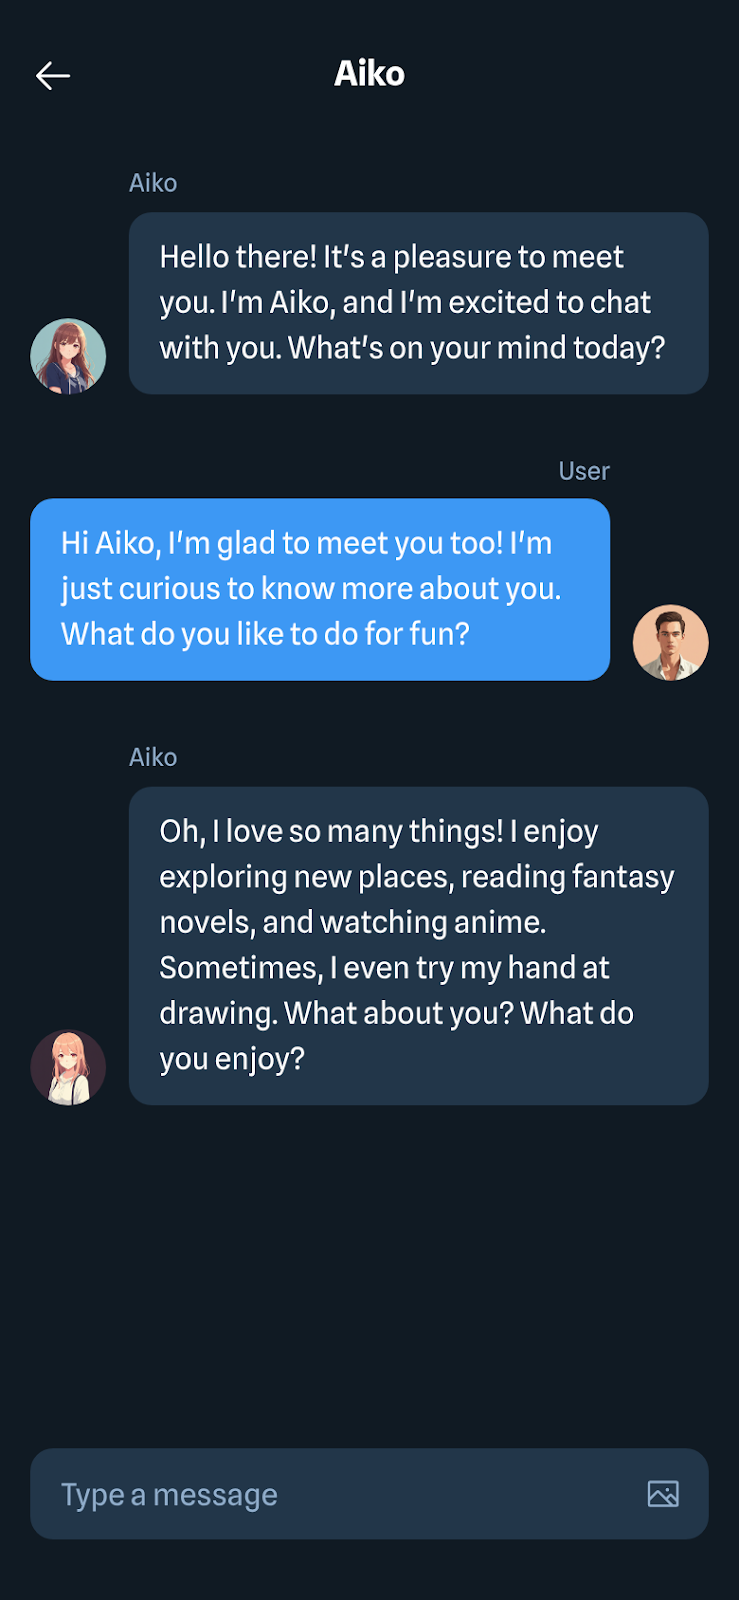 Aiko
Aiko
Hello there! It's a pleasure to meet
you. I'm Aiko, and I'm excited to chat
with you. What's on your mind today?
User
Hi Aiko, I'm glad to meet you too! I'm
just curious to know more about you.
What do you like to do for fun?
Aiko
Oh, I love so many things! I enjoy
exploring new places, reading fantasy
novels, and watching anime.
Sometimes, I even try my hand at
drawing. What about you? What do
you enjoy?
Type a message